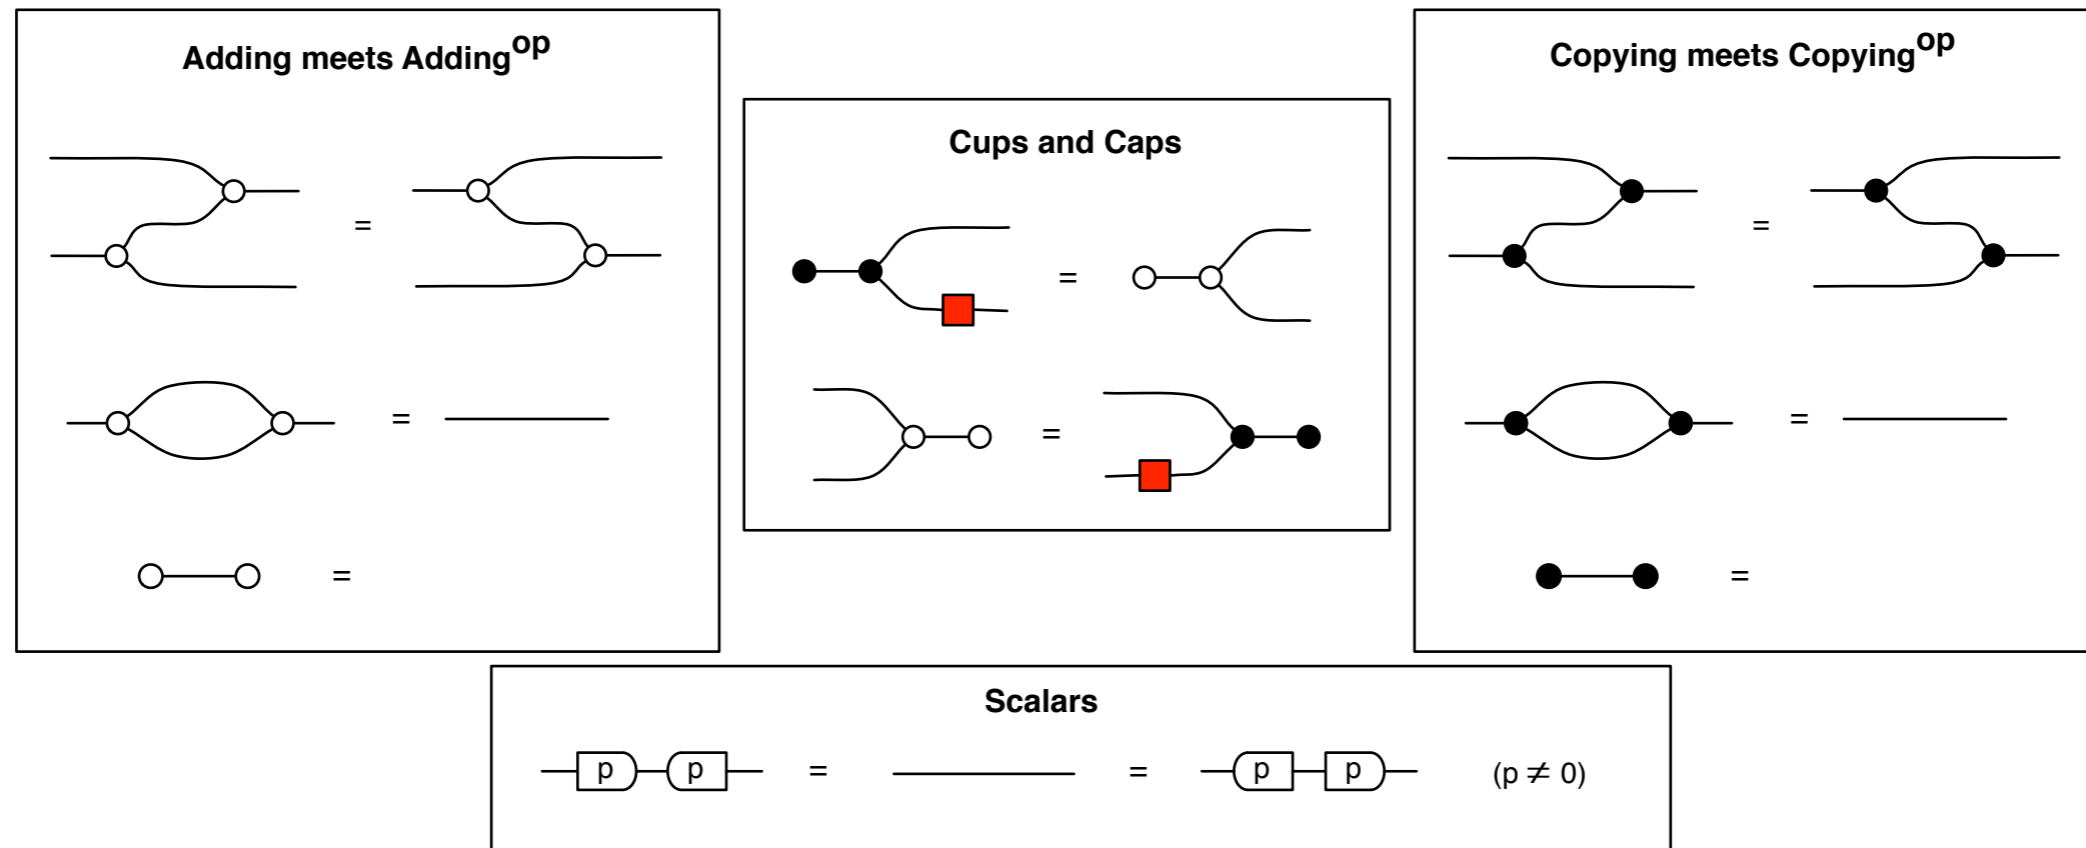 Adding meets Adding^op
=
=
=
Cups and Caps
=
=
Copying meets Copying^op
=
=
=
Scalars
p p = = p p (p ≠ 0)